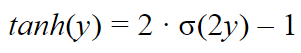 tanh(y) = 2 · σ(2y) – 1